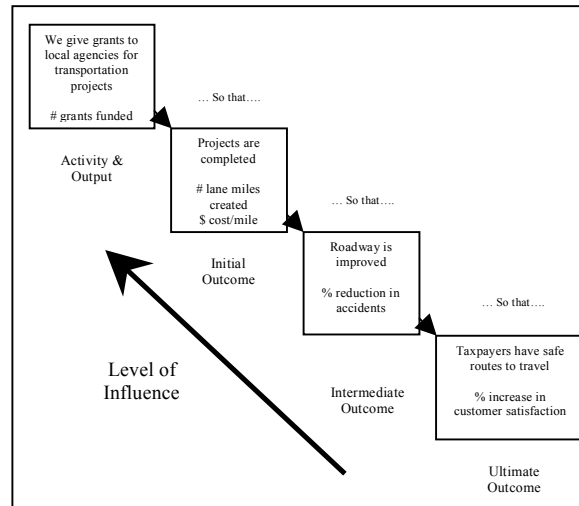 We give grants to
local agencies for
transportation
projects
# grants funded
Activity &
Output
… So that….
Projects are
completed
# lane miles
created
$ cost/mile
Initial
Outcome
… So that….
Roadway is
improved
% reduction in
accidents
Intermediate
Outcome
… So that….
Taxpayers have safe
routes to travel
% increase in
customer satisfaction
Ultimate
Outcome
Level of
Influence